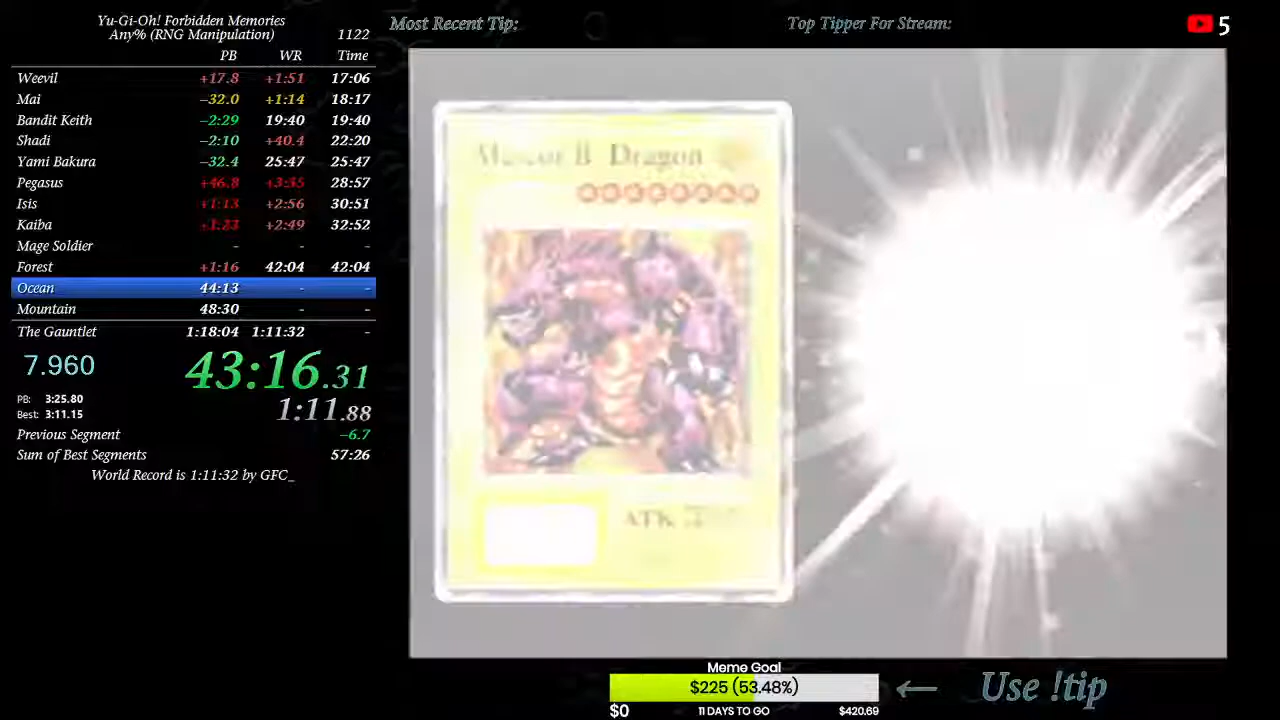 Yu-Gi-Oh! Forbidden Memories
Any% (RNG Manipulation) 1122
PB WR Time
Weevil +17.8 +1:51 17:06
Mai −32.0 +1:14 18:17
Bandit Keith −2:29 19:40 19:40
Shadi −2:10 +40.4 22:20
Yami Bakura −32.4 25:47 25:47
Pegasus +46.8 +3:35 28:57
Isis +1:13 +2:56 30:51
Kaiba +1:23 +2:49 32:52
Mage Soldier - - -
Forest +1:16 42:04 42:04
Ocean 44:13 - -
Mountain 48:30 - -
The Gauntlet 1:18:04 1:11:32 -
7.960 43:16.31
PB: 3:25.80
Best: 3:11.15
1:11.88
Previous Segment −6.7
Sum of Best Segments 57:26
World Record is 1:11:32 by GFC_
Most Recent Tip:
Top Tipper For Stream:
5
B Dragon
ATK
Meme Goal
$225 (53.48%)
$0 11 DAYS TO GO $420.69
Use !tip